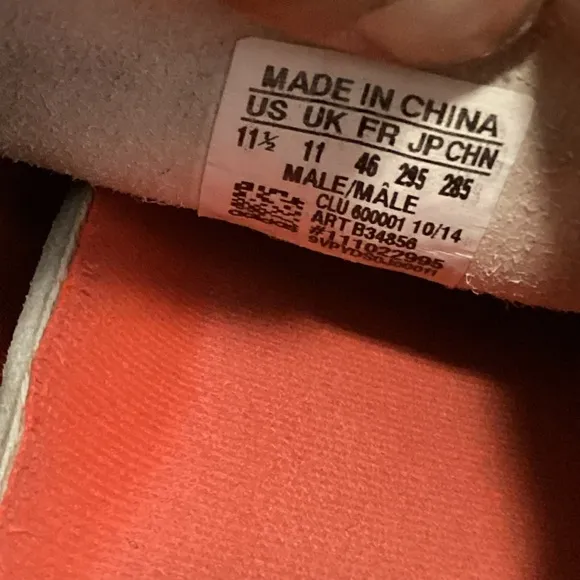 MADE IN CHINA
US UK FR JP CHN
11½ 11 46 295 285
MALE/MÂLE
CLU 600001 10/14
ART B34856
#111022995